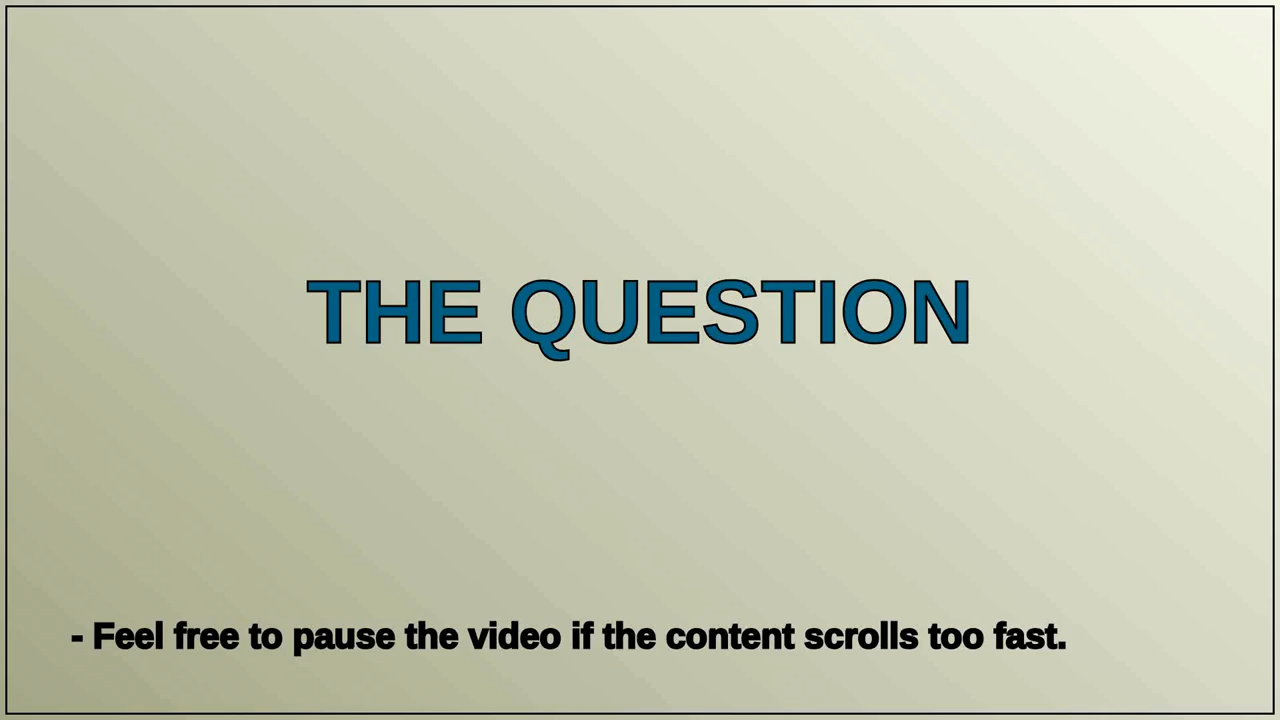 THE QUESTION
- Feel free to pause the video if the content scrolls too fast.